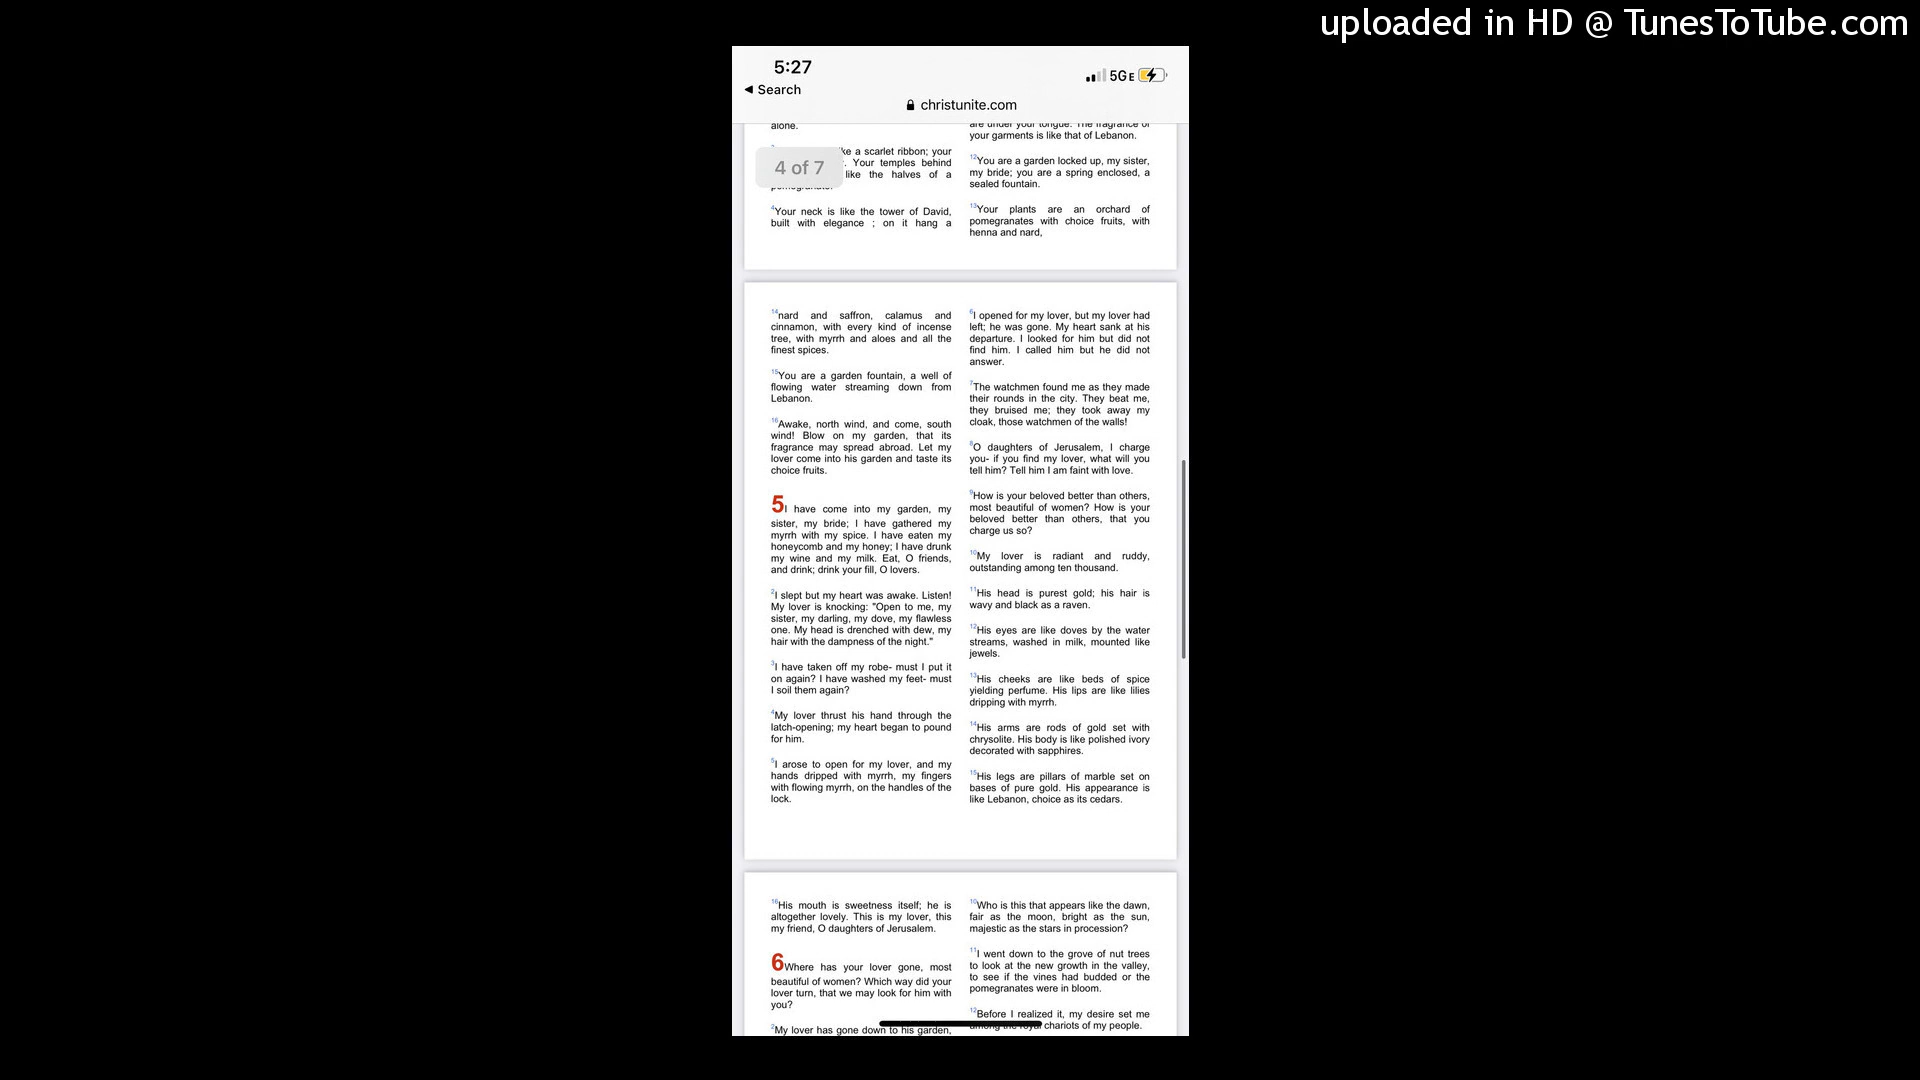 uploaded in HD @ TunesToTube.com
5:27
5GE
◀ Search
christunite.com
alone.
ke a scarlet ribbon; your
. Your temples behind
like the halves of a
4 of 7
4Your neck is like the tower of David,
built with elegance ; on it hang a
are under your tongue. The fragrance of
your garments is like that of Lebanon.
12You are a garden locked up, my sister,
my bride; you are a spring enclosed, a
sealed fountain.
13Your plants are an orchard of
pomegranates with choice fruits, with
henna and nard,
14nard and saffron, calamus and
cinnamon, with every kind of incense
tree, with myrrh and aloes and all the
finest spices.
15You are a garden fountain, a well of
flowing water streaming down from
Lebanon.
16Awake, north wind, and come, south
wind! Blow on my garden, that its
fragrance may spread abroad. Let my
lover come into his garden and taste its
choice fruits.
5I have come into my garden, my
sister, my bride; I have gathered my
myrrh with my spice. I have eaten my
honeycomb and my honey; I have drunk
my wine and my milk. Eat, O friends,
and drink; drink your fill, O lovers.
2I slept but my heart was awake. Listen!
My lover is knocking: "Open to me, my
sister, my darling, my dove, my flawless
one. My head is drenched with dew, my
hair with the dampness of the night."
3I have taken off my robe- must I put it
on again? I have washed my feet- must
I soil them again?
4My lover thrust his hand through the
latch-opening; my heart began to pound
for him.
5I arose to open for my lover, and my
hands dripped with myrrh, my fingers
with flowing myrrh, on the handles of the
lock.
6I opened for my lover, but my lover had
left; he was gone. My heart sank at his
departure. I looked for him but did not
find him. I called him but he did not
answer.
7The watchmen found me as they made
their rounds in the city. They beat me,
they bruised me; they took away my
cloak, those watchmen of the walls!
8O daughters of Jerusalem, I charge
you- if you find my lover, what will you
tell him? Tell him I am faint with love.
9How is your beloved better than others,
most beautiful of women? How is your
beloved better than others, that you
charge us so?
10My lover is radiant and ruddy,
outstanding among ten thousand.
11His head is purest gold; his hair is
wavy and black as a raven.
12His eyes are like doves by the water
streams, washed in milk, mounted like
jewels.
13His cheeks are like beds of spice
yielding perfume. His lips are like lilies
dripping with myrrh.
14His arms are rods of gold set with
chrysolite. His body is like polished ivory
decorated with sapphires.
15His legs are pillars of marble set on
bases of pure gold. His appearance is
like Lebanon, choice as its cedars.
16His mouth is sweetness itself; he is
altogether lovely. This is my lover, this
my friend, O daughters of Jerusalem.
6Where has your lover gone, most
beautiful of women? Which way did your
lover turn, that we may look for him with
you?
2My lover has gone down to his garden,
10Who is this that appears like the dawn,
fair as the moon, bright as the sun,
majestic as the stars in procession?
11I went down to the grove of nut trees
to look at the new growth in the valley,
to see if the vines had budded or the
pomegranates were in bloom.
12Before I realized it, my desire set me
among the royal chariots of my people.